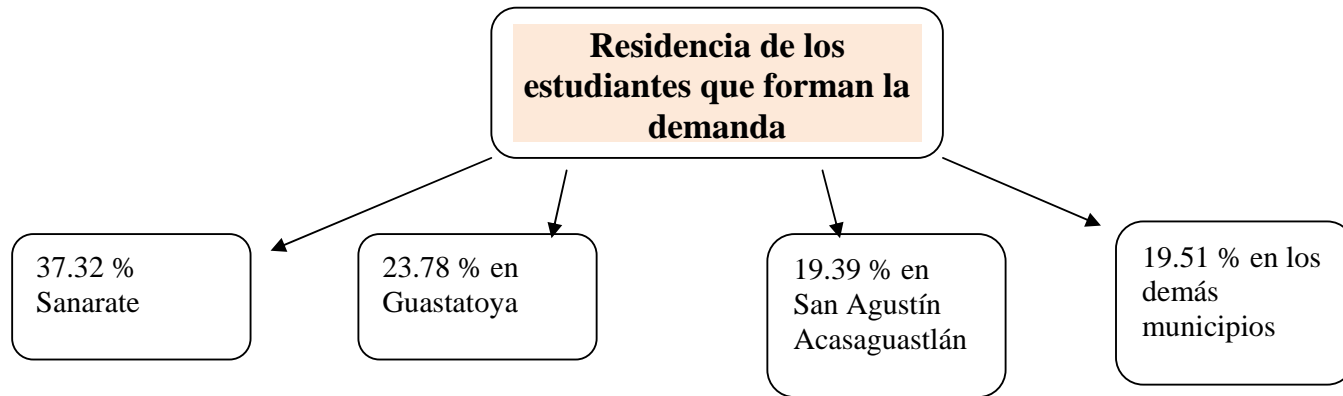 Residencia de los
estudiantes que forman la
demanda
37.32 %
Sanarate
23.78 % en
Guastatoya
19.39 % en
San Agustín
Acasaguastlán
19.51 % en los
demás
municipios